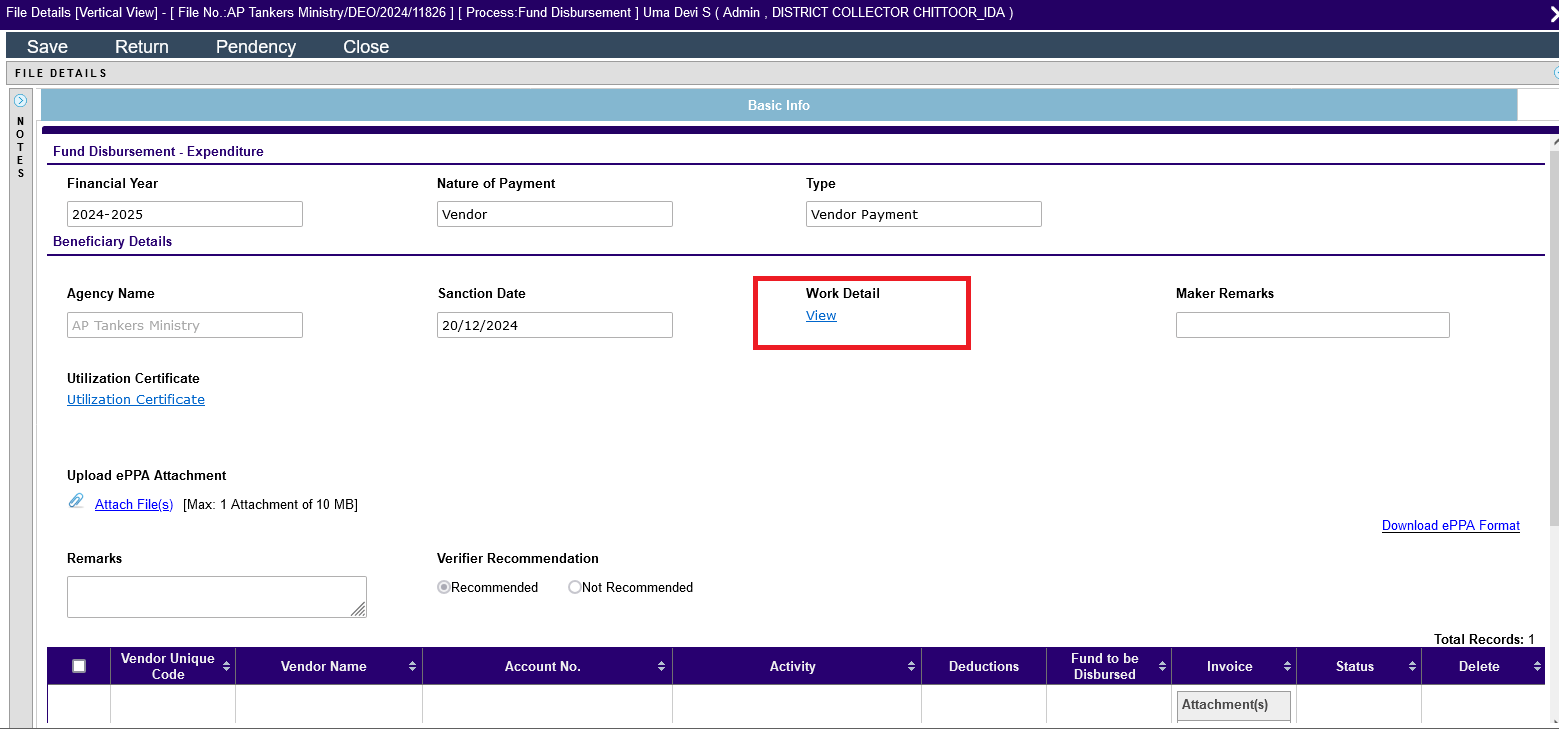 File Details [Vertical View] - [ File No.:AP Tankers Ministry/DEO/2024/11826 ] [ Process:Fund Disbursement ] Uma Devi S ( Admin , DISTRICT COLLECTOR CHITTOOR_IDA )
Save Return Pendency Close
FILE DETAILS
NOTES
Basic Info
Fund Disbursement - Expenditure
Financial Year Nature of Payment Type
2024-2025 Vendor Vendor Payment
Beneficiary Details
Agency Name Sanction Date Work Detail Maker Remarks
View
AP Tankers Ministry 20/12/2024
Utilization Certificate
Utilization Certificate
Upload ePPA Attachment
Attach File(s) [Max: 1 Attachment of 10 MB]
Download ePPA Format
Remarks Verifier Recommendation
Recommended Not Recommended
Total Records: 1
Vendor Unique Code Vendor Name Account No. Activity Deductions Fund to be Disbursed Invoice Status Delete
Attachment(s)